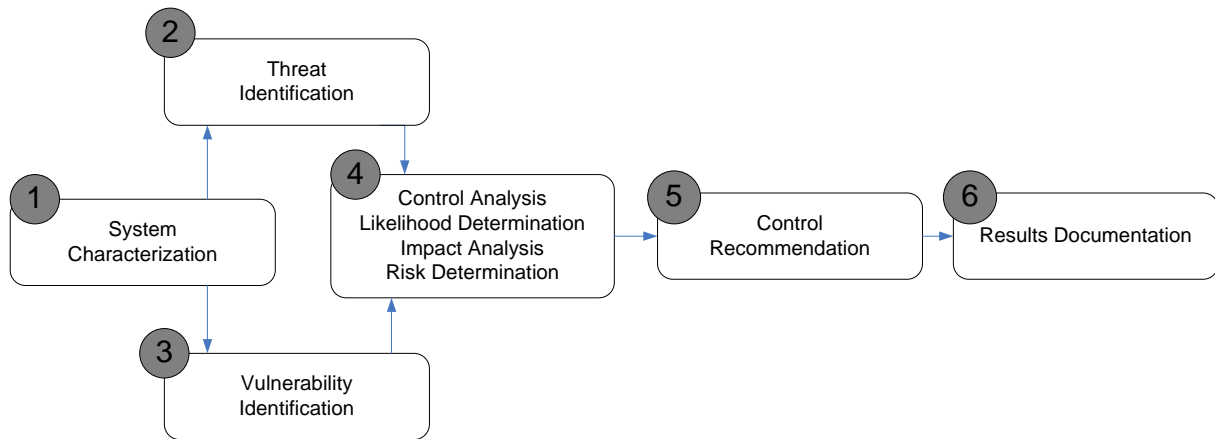 1
System
Characterization
2
Threat
Identification
3
Vulnerability
Identification
4
Control Analysis
Likelihood Determination
Impact Analysis
Risk Determination
5
Control
Recommendation
6
Results Documentation